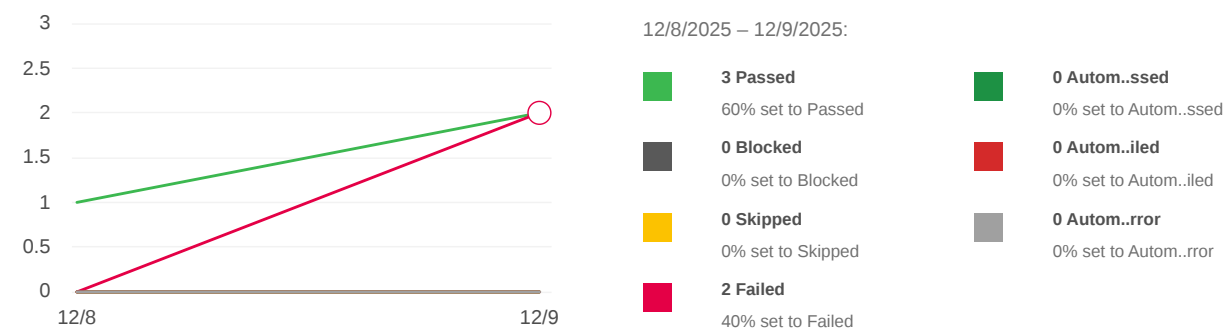 3
2.5
2
1.5
1
0.5
0
12/8
12/9
12/8/2025 – 12/9/2025:
3 Passed
60% set to Passed
0 Blocked
0% set to Blocked
0 Skipped
0% set to Skipped
2 Failed
40% set to Failed
0 Autom..ssed
0% set to Autom..ssed
0 Autom..iled
0% set to Autom..iled
0 Autom..rror
0% set to Autom..rror